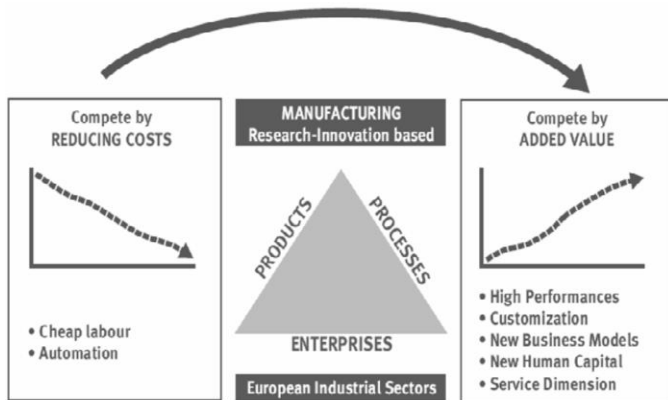 Compete by
REDUCING COSTS
• Cheap labour
• Automation
MANUFACTURING
Research-Innovation based
PRODUCTS
PROCESSES
ENTERPRISES
European Industrial Sectors
Compete by
ADDED VALUE
• High Performances
• Customization
• New Business Models
• New Human Capital
• Service Dimension